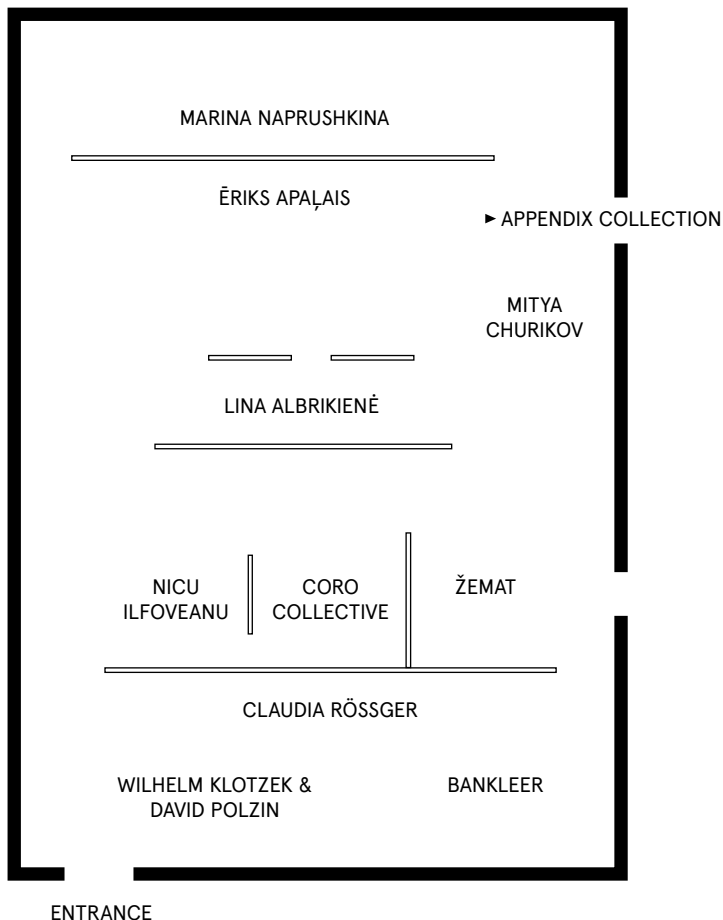 MARINA NAPRUSHKINA
ĒRIKS APAĻAIS
► APPENDIX COLLECTION
MITYA
CHURIKOV
LINA ALBRIKIENĖ
NICU
ILFOVEANU
CORO
COLLECTIVE
ŽEMAT
CLAUDIA RÖSSGER
WILHELM KLOTZEK &
DAVID POLZIN
BANKLEER
ENTRANCE